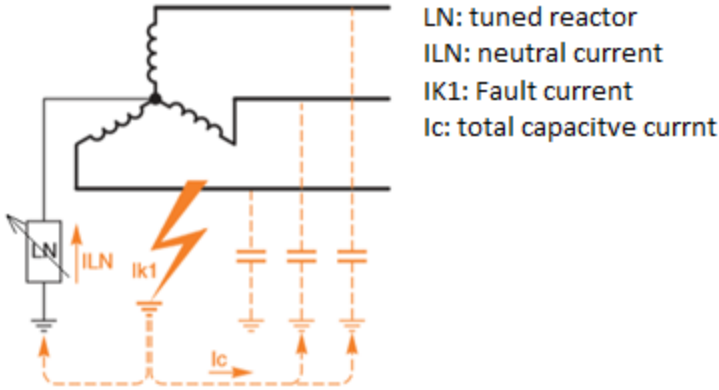 LN: tuned reactor
ILN: neutral current
IK1: Fault current
Ic: total capacitve currnt
LN
ILN
Ik1
Ic